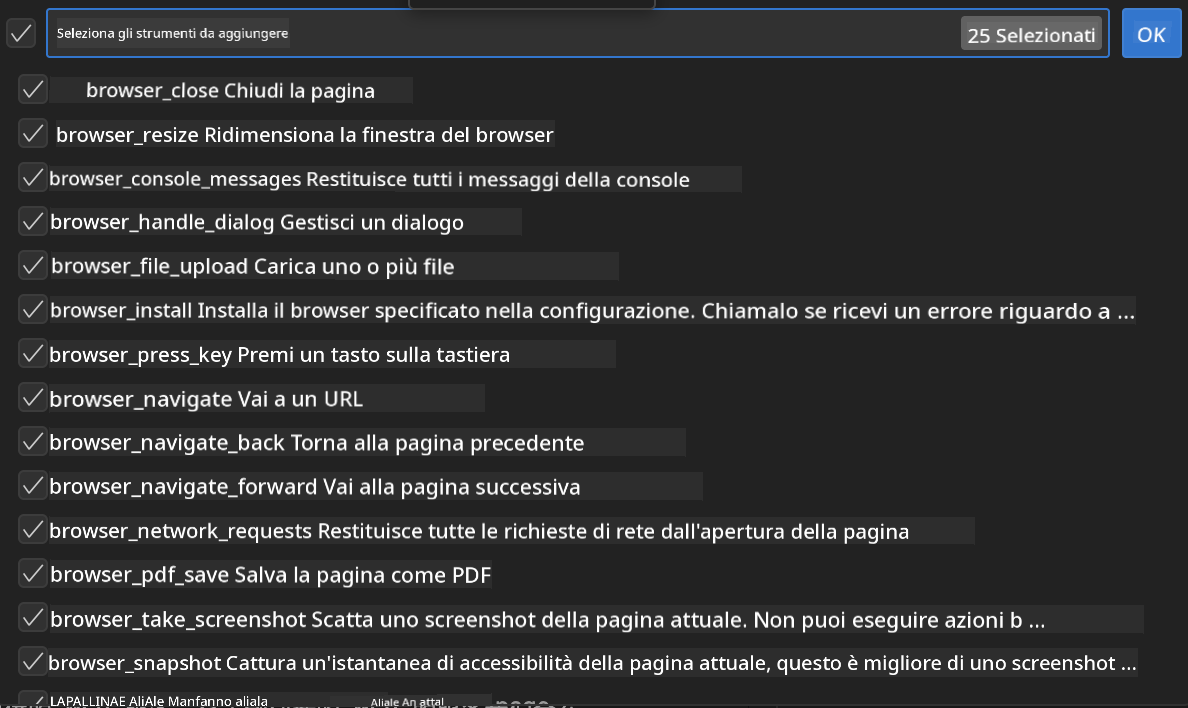 Seleziona gli strumenti da aggiungere
25 Selezionati
OK
browser_close Chiudi la pagina
browser_resize Ridimensiona la finestra del browser
browser_console_messages Restituisce tutti i messaggi della console
browser_handle_dialog Gestisci un dialogo
browser_file_upload Carica uno o più file
browser_install Installa il browser specificato nella configurazione. Chiamalo se ricevi un errore riguardo a ...
browser_press_key Premi un tasto sulla tastiera
browser_navigate Vai a un URL
browser_navigate_back Torna alla pagina precedente
browser_navigate_forward Vai alla pagina successiva
browser_network_requests Restituisce tutte le richieste di rete dall'apertura della pagina
browser_pdf_save Salva la pagina come PDF
browser_take_screenshot Scatta uno screenshot della pagina attuale. Non puoi eseguire azioni b ...
browser_snapshot Cattura un'istantanea di accessibilità della pagina attuale, questo è migliore di uno screenshot ...
LAPALLINAE AliAle Manfanno aliala